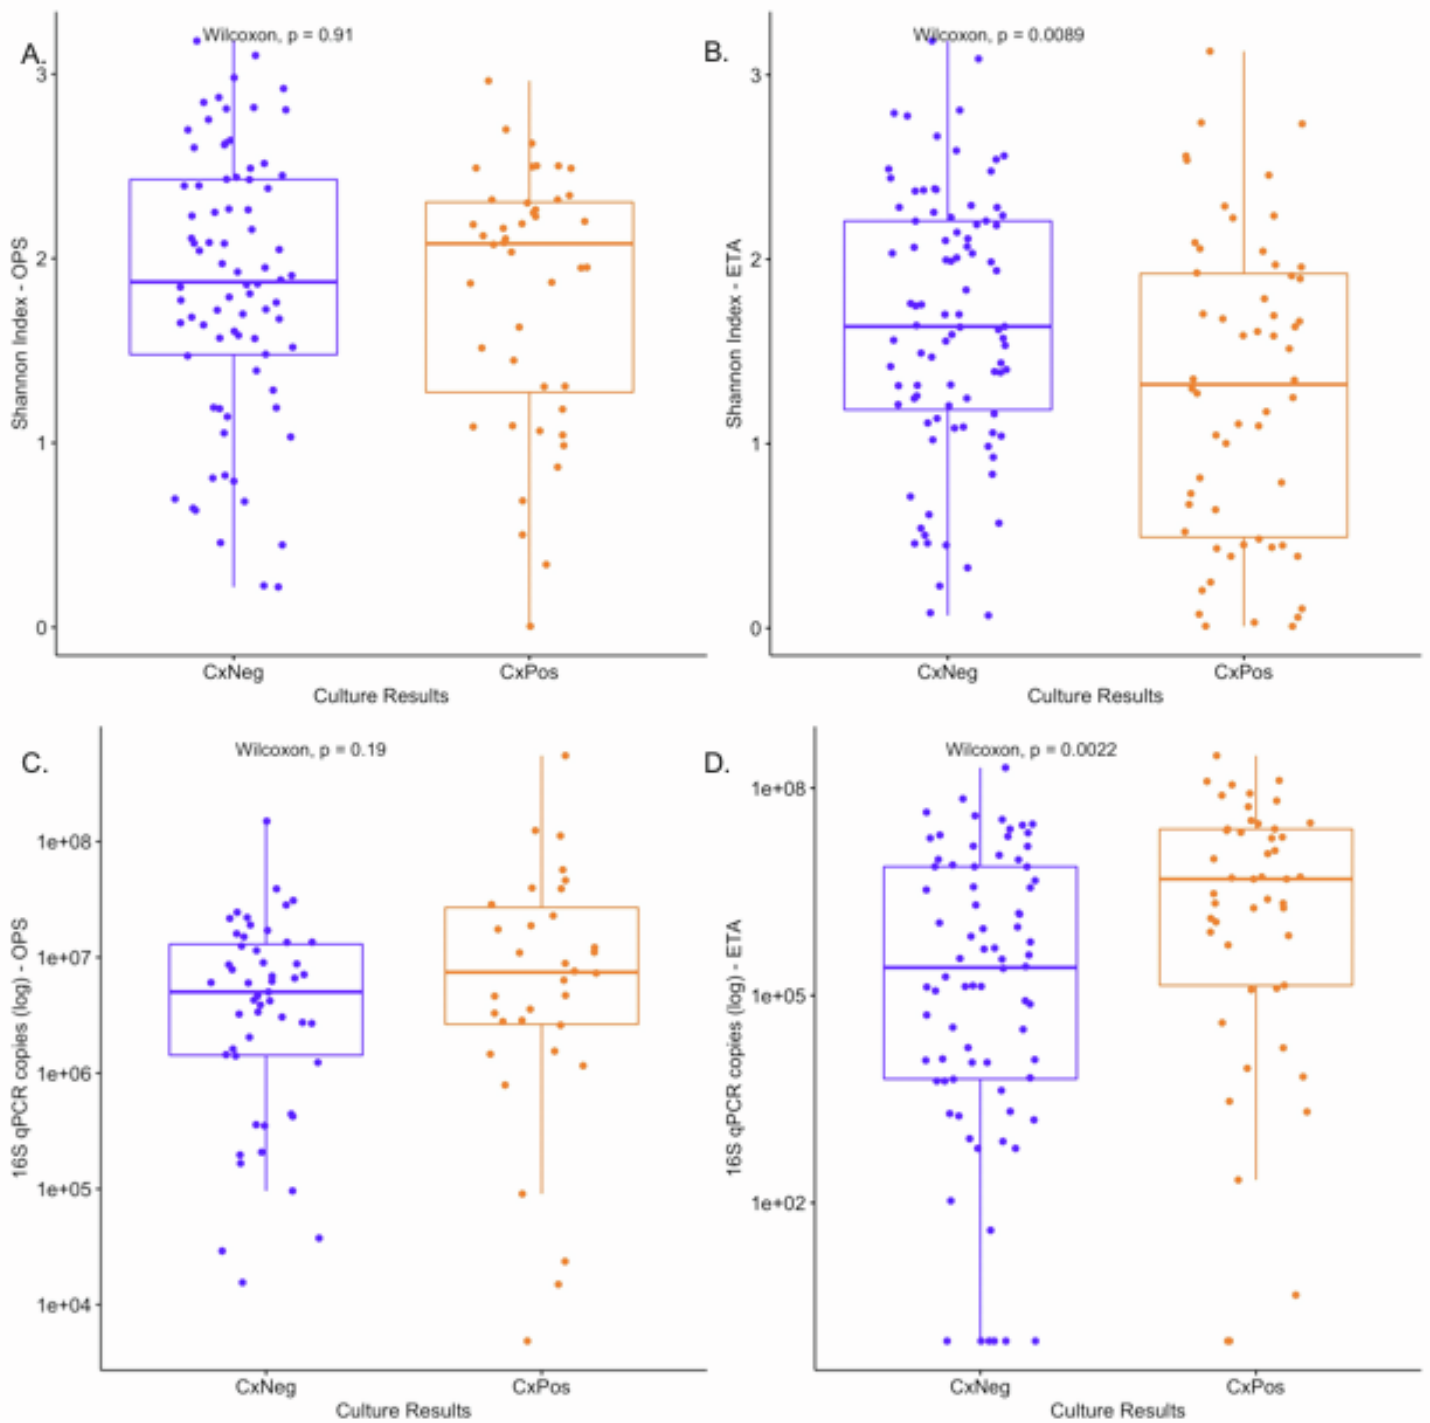 A.
Wilcoxon, p = 0.91
Shannon Index - OPS
3
2
1
0
CxNeg
CxPos
Culture Results
B.
Wilcoxon, p = 0.0089
Shannon Index - ETA
3
2
1
0
CxNeg
CxPos
Culture Results
C.
Wilcoxon, p = 0.19
16S qPCR copies (log) - OPS
1e+08
1e+07
1e+06
1e+05
1e+04
CxNeg
CxPos
Culture Results
D.
Wilcoxon, p = 0.0022
16S qPCR copies (log) - ETA
1e+08
1e+05
1e+02
CxNeg
CxPos
Culture Results